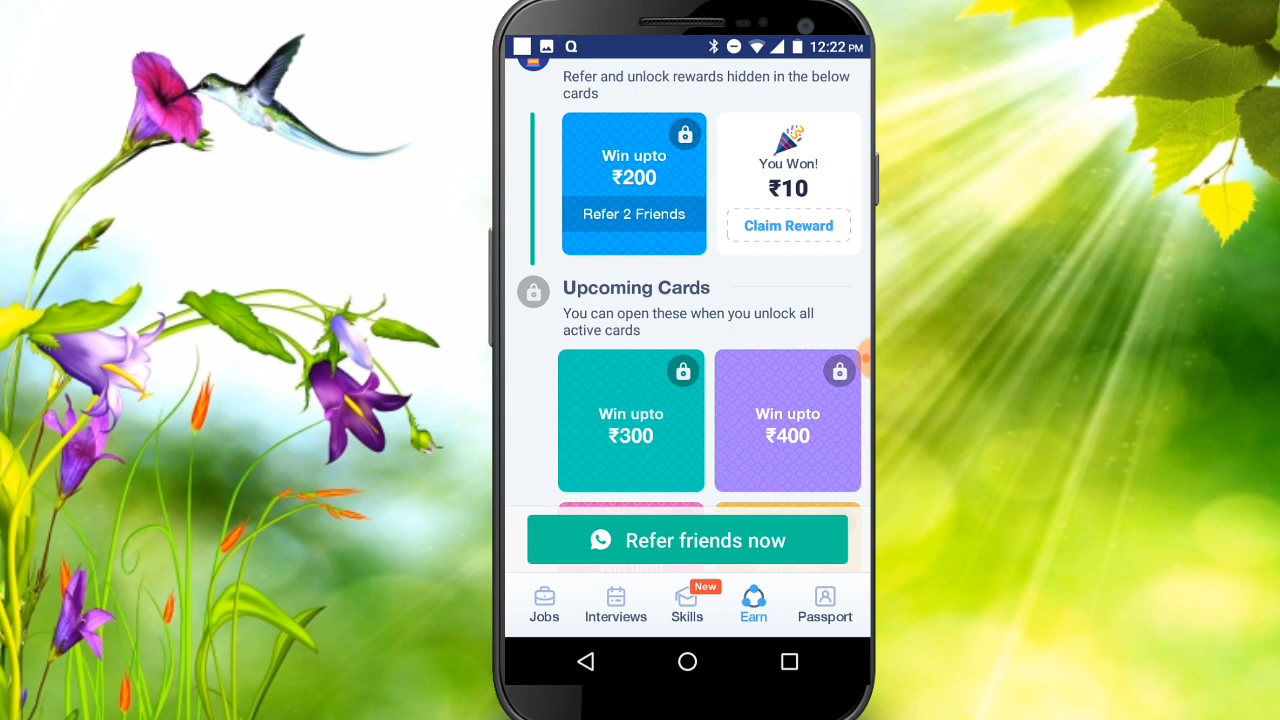 12:22 PM
Refer and unlock rewards hidden in the below
cards
Win upto
₹200
Refer 2 Friends
You Won!
₹10
Claim Reward
Upcoming Cards
You can open these when you unlock all
active cards
Win upto
₹300
Win upto
₹400
Refer friends now
New
Jobs
Interviews
Skills
Earn
Passport